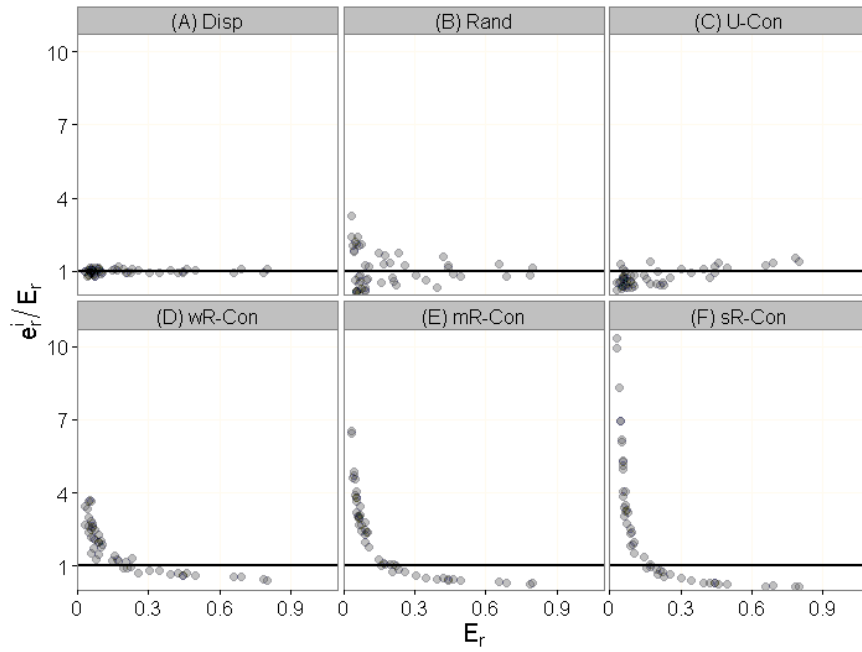 (A) Disp
(B) Rand
(C) U-Con
10
7
4
1
(D) wR-Con
(E) mR-Con
(F) sR-Con
10
7
4
1
0
0.3
0.6
0.9
0
0.3
0.6
0.9
0
0.3
0.6
0.9
e_r^i / E_r
E_r